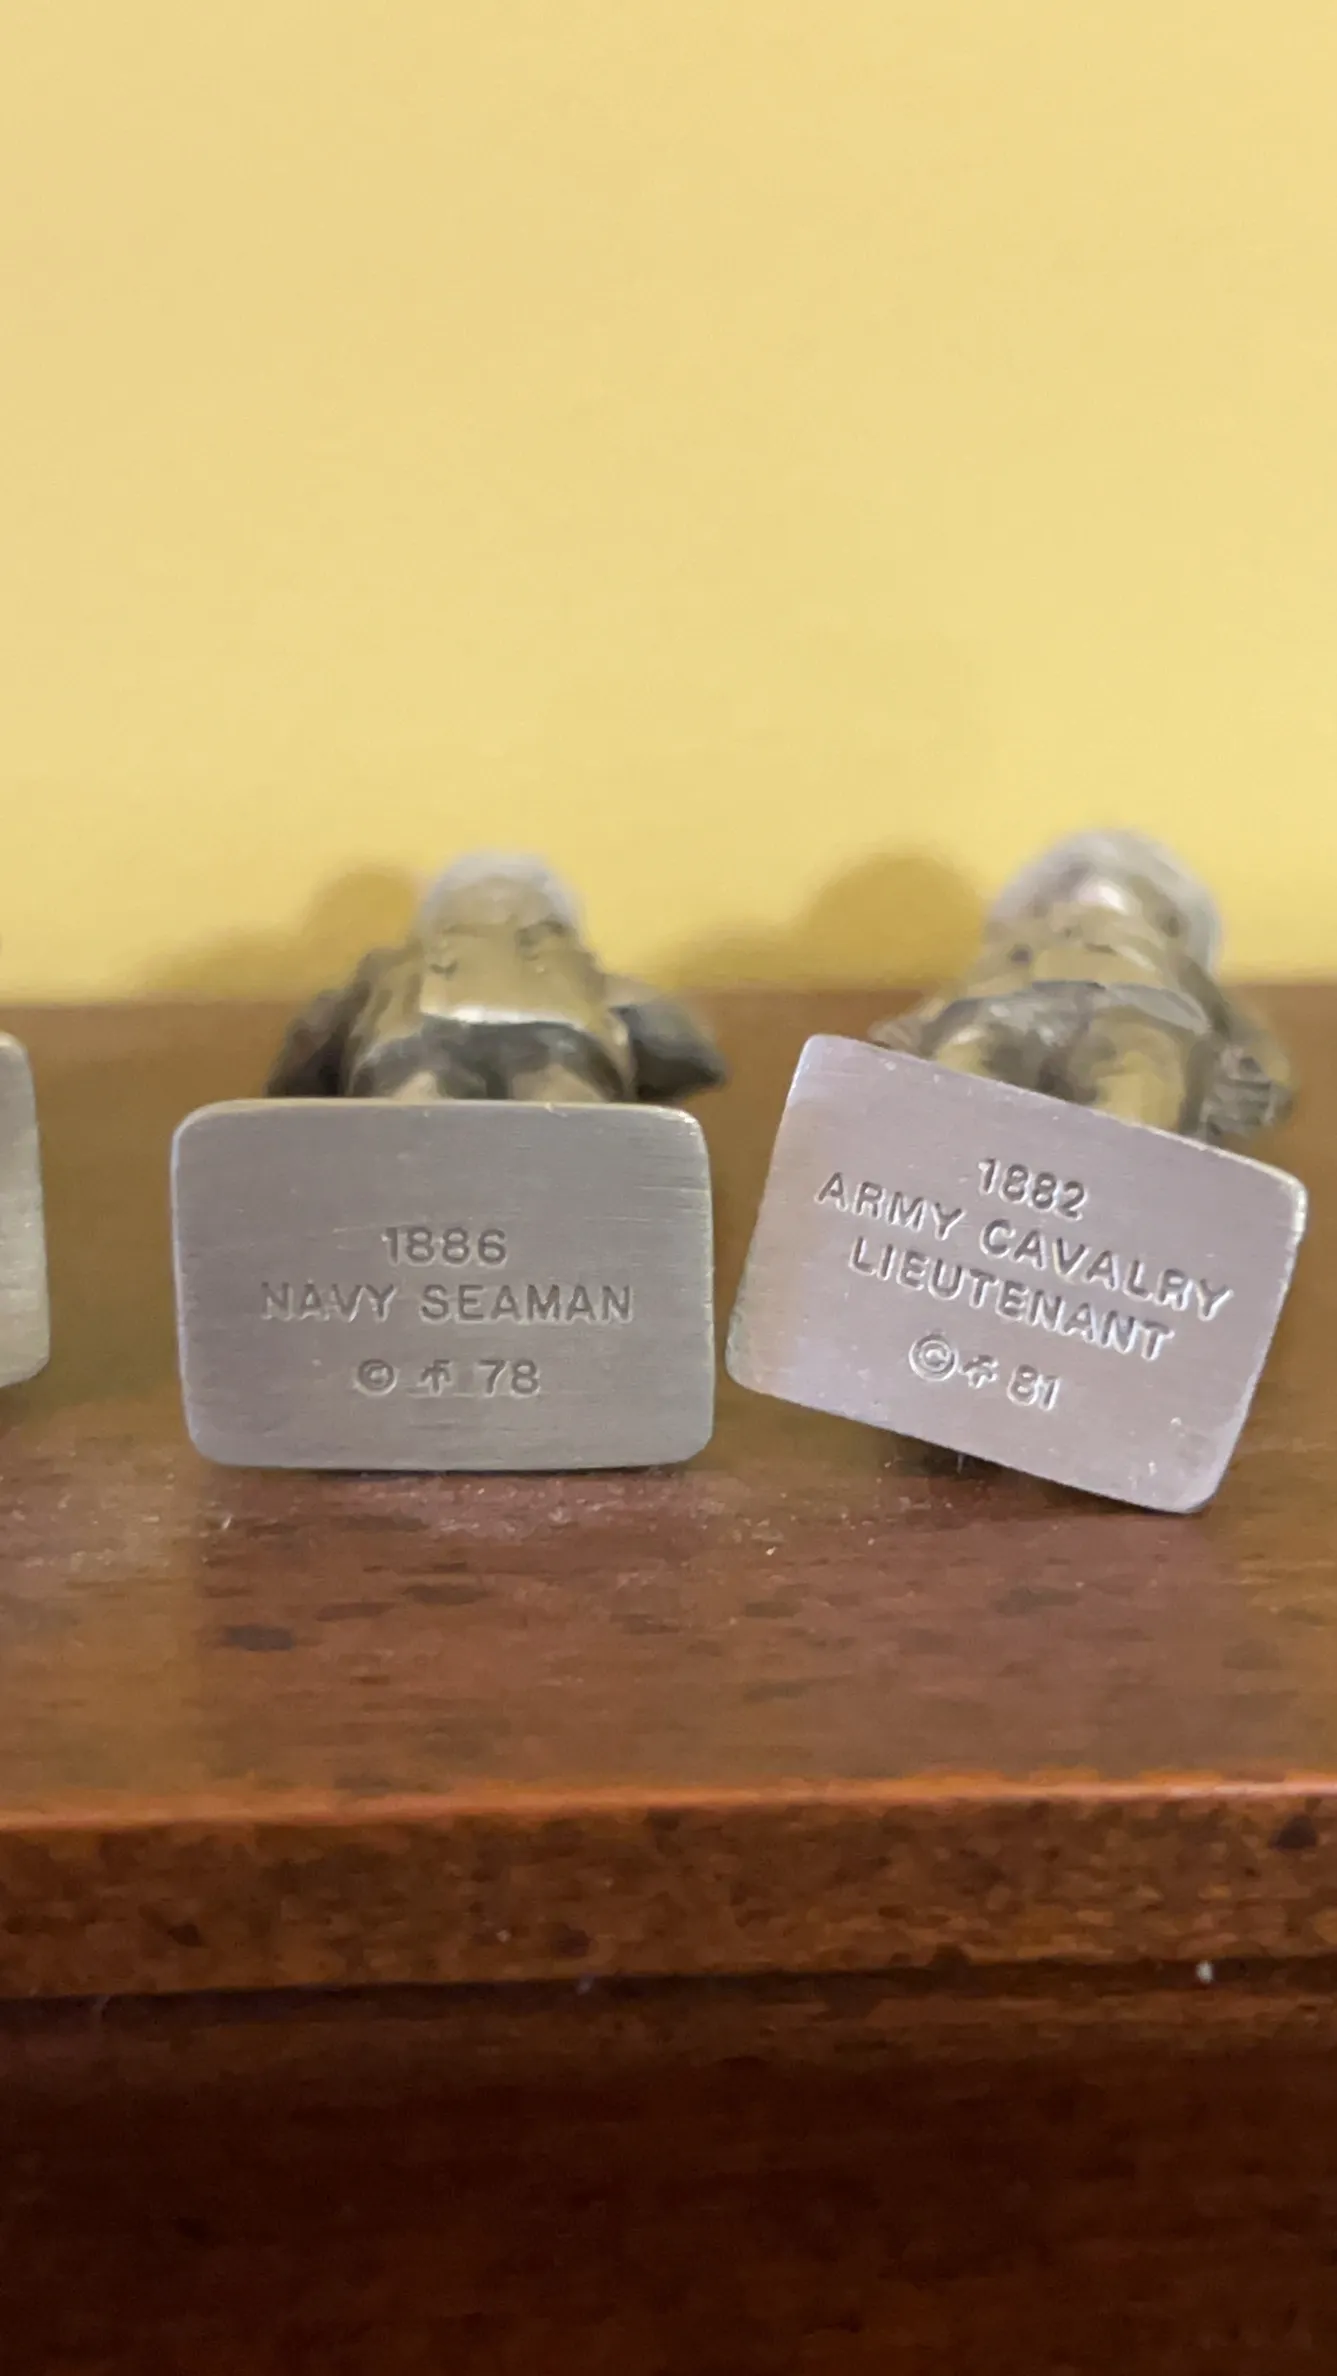 1886
NAVY SEAMAN
© 78
1882
ARMY CAVALRY
LIEUTENANT
© 81